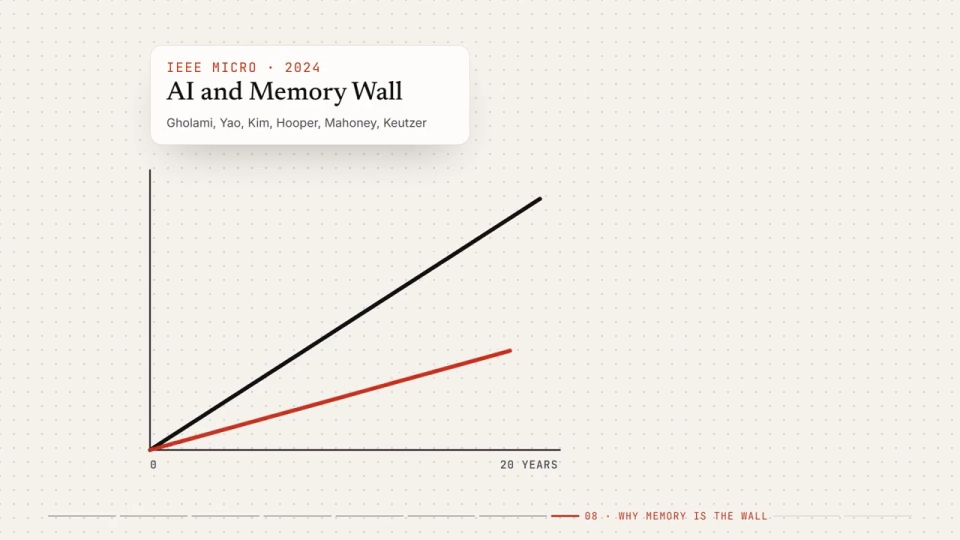 IEEE MICRO · 2024
AI and Memory Wall
Gholami, Yao, Kim, Hooper, Mahoney, Keutzer
0
20 YEARS
08 · WHY MEMORY IS THE WALL